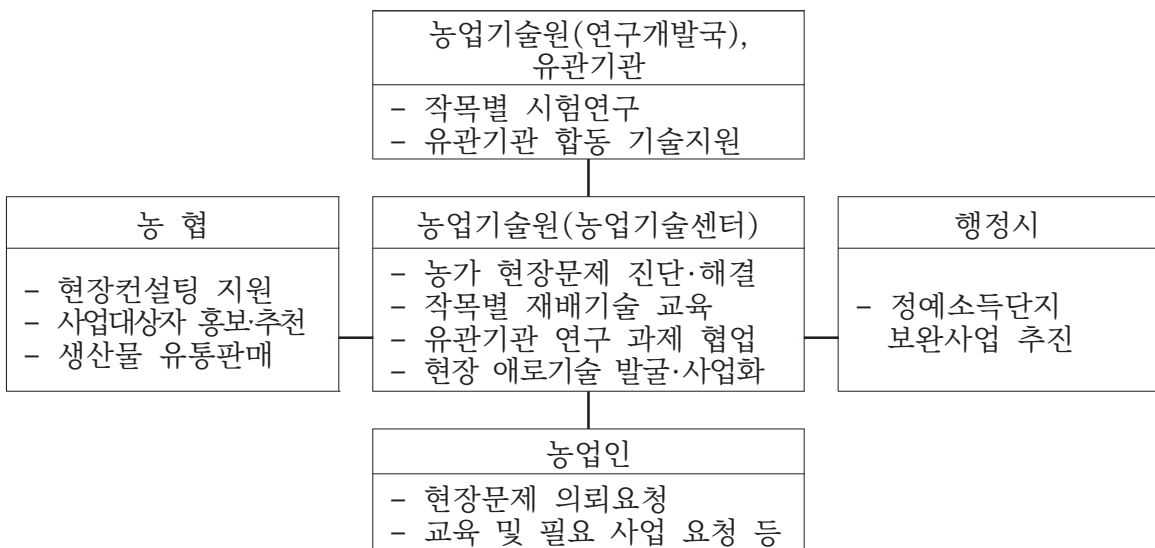 농업기술원(연구개발국),
유관기관
– 작목별 시험연구
– 유관기관 합동 기술지원
농 협
– 현장컨설팅 지원
– 사업대상자 홍보·추천
– 생산물 유통판매
농업기술원(농업기술센터)
– 농가 현장문제 진단·해결
– 작목별 재배기술 교육
– 유관기관 연구 과제 협업
– 현장 애로기술 발굴·사업화
행정시
– 정예소득단지
보완사업 추진
농업인
– 현장문제 의뢰요청
– 교육 및 필요 사업 요청 등